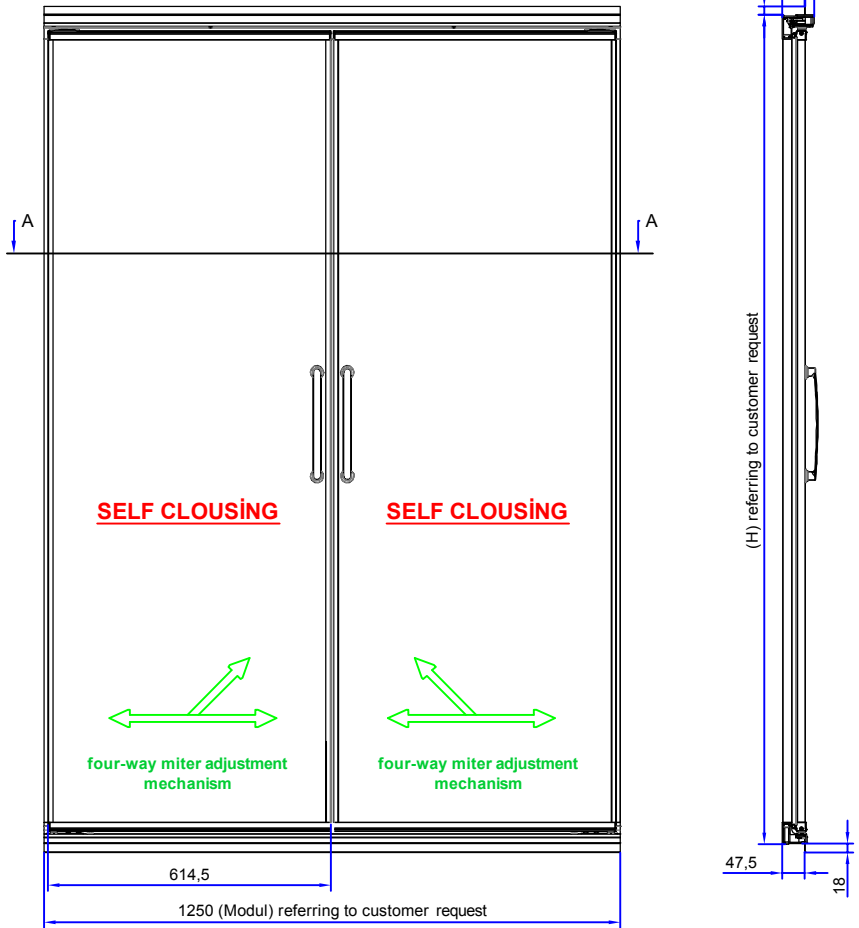 A A
(H) referring to customer request
SELF CLOUSİNG SELF CLOUSİNG
four-way miter adjustment
mechanism
four-way miter adjustment
mechanism
47,5
18
614,5
1250 (Modul) referring to customer request